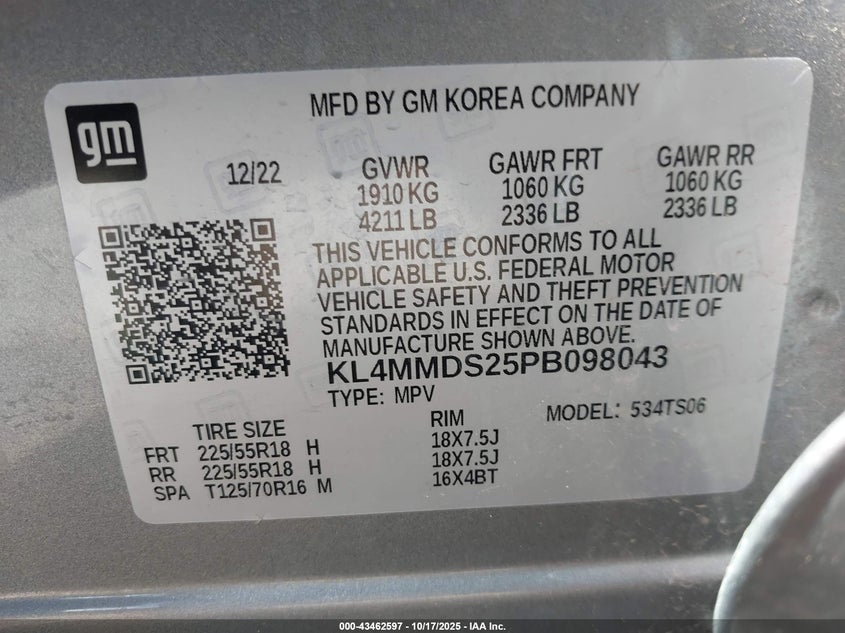 MFD BY GM KOREA COMPANY
gm
12/22
GVWR GAWR FRT GAWR RR
1910 KG 1060 KG 1060 KG
4211 LB 2336 LB 2336 LB
THIS VEHICLE CONFORMS TO ALL
APPLICABLE U.S. FEDERAL MOTOR
VEHICLE SAFETY AND THEFT PREVENTION
STANDARDS IN EFFECT ON THE DATE OF
MANUFACTURE SHOWN ABOVE.
KL4MMDS25PB098043
TYPE: MPV MODEL: 534TS06
TIRE SIZE RIM
FRT 225/55R18 H 18X7.5J
RR 225/55R18 H 18X7.5J
SPA T125/70R16 M 16X4BT
000-43462597 - 10/17/2025 - IAA Inc.